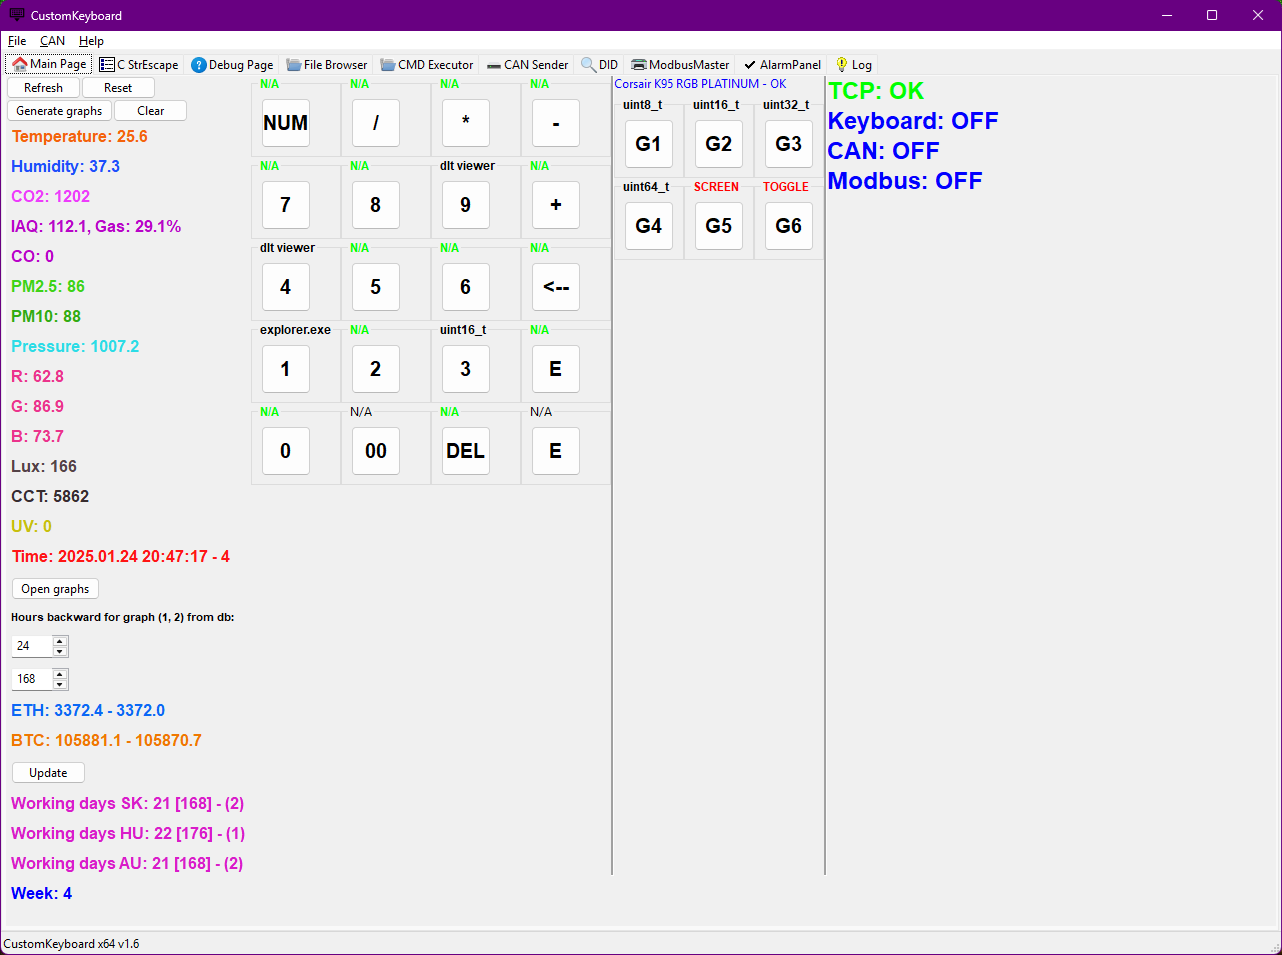 CustomKeyboard
File CAN Help
Main Page C StrEscape Debug Page File Browser CMD Executor CAN Sender DID ModbusMaster AlarmPanel Log
Refresh Reset
Generate graphs Clear
Temperature: 25.6
Humidity: 37.3
CO2: 1202
IAQ: 112.1, Gas: 29.1%
CO: 0
PM2.5: 86
PM10: 88
Pressure: 1007.2
R: 62.8
G: 86.9
B: 73.7
Lux: 166
CCT: 5862
UV: 0
Time: 2025.01.24 20:47:17 - 4
Open graphs
Hours backward for graph (1, 2) from db:
24
168
ETH: 3372.4 - 3372.0
BTC: 105881.1 - 105870.7
Update
Working days SK: 21 [168] - (2)
Working days HU: 22 [176] - (1)
Working days AU: 21 [168] - (2)
Week: 4
N/A N/A N/A N/A
NUM / * -
N/A N/A dlt viewer N/A
7 8 9 +
dlt viewer N/A N/A N/A
4 5 6 <--
explorer.exe N/A uint16_t N/A
1 2 3 E
N/A N/A N/A N/A
0 00 DEL E
Corsair K95 RGB PLATINUM - OK
uint8_t uint16_t uint32_t
G1 G2 G3
uint64_t SCREEN TOGGLE
G4 G5 G6
TCP: OK
Keyboard: OFF
CAN: OFF
Modbus: OFF
CustomKeyboard x64 v1.6